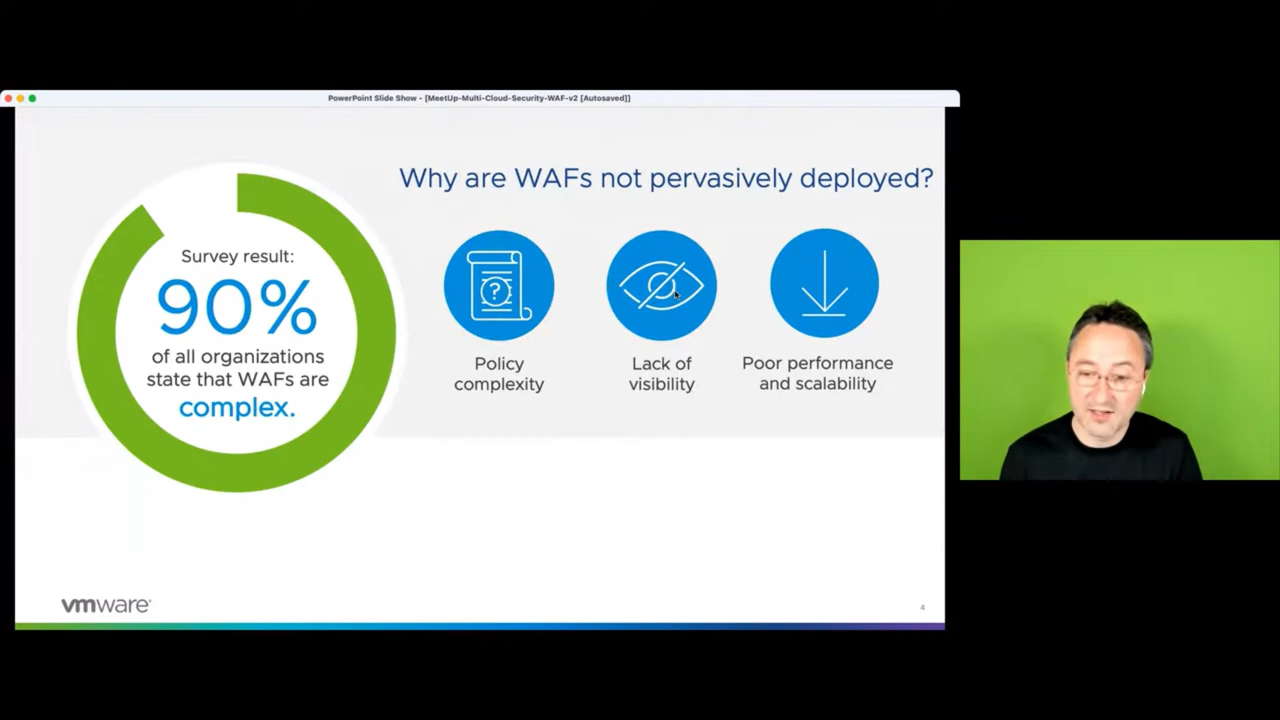 PowerPoint Slide Show - [MeetUp-Multi-Cloud-Security-WAF-v2 [Autosaved]]
Why are WAFs not pervasively deployed?
Survey result:
90%
of all organizations
state that WAFs are
complex.
?
Policy
complexity
Lack of
visibility
Poor performance
and scalability
vmware®
4